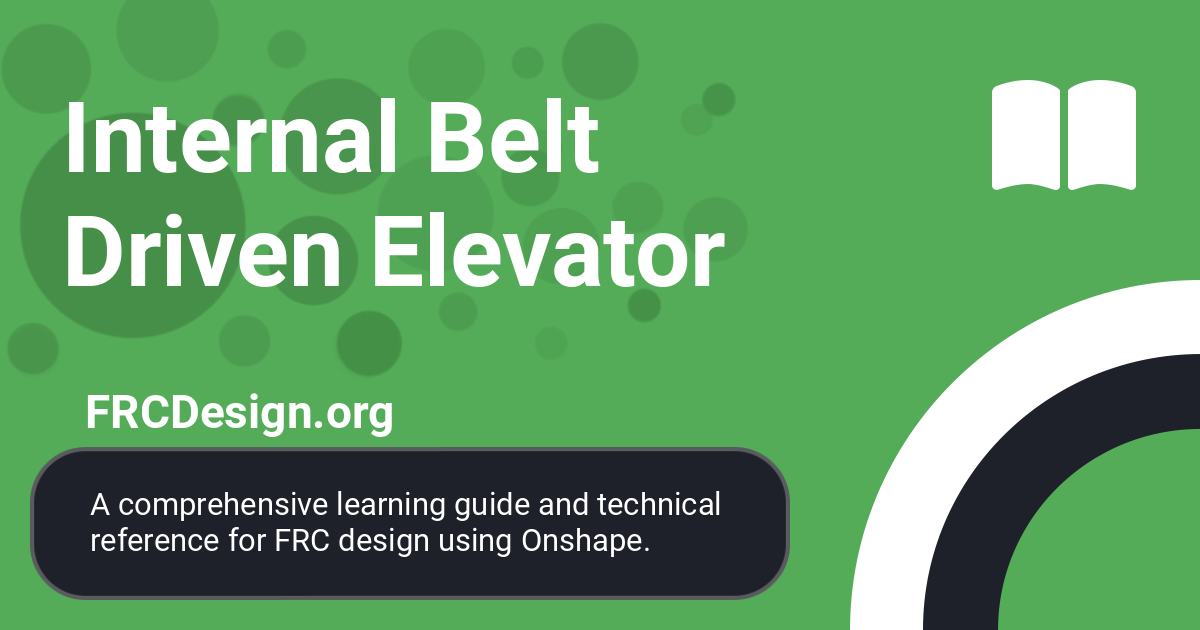 Internal Belt
Driven Elevator
FRCDesign.org
A comprehensive learning guide and technical
reference for FRC design using Onshape.